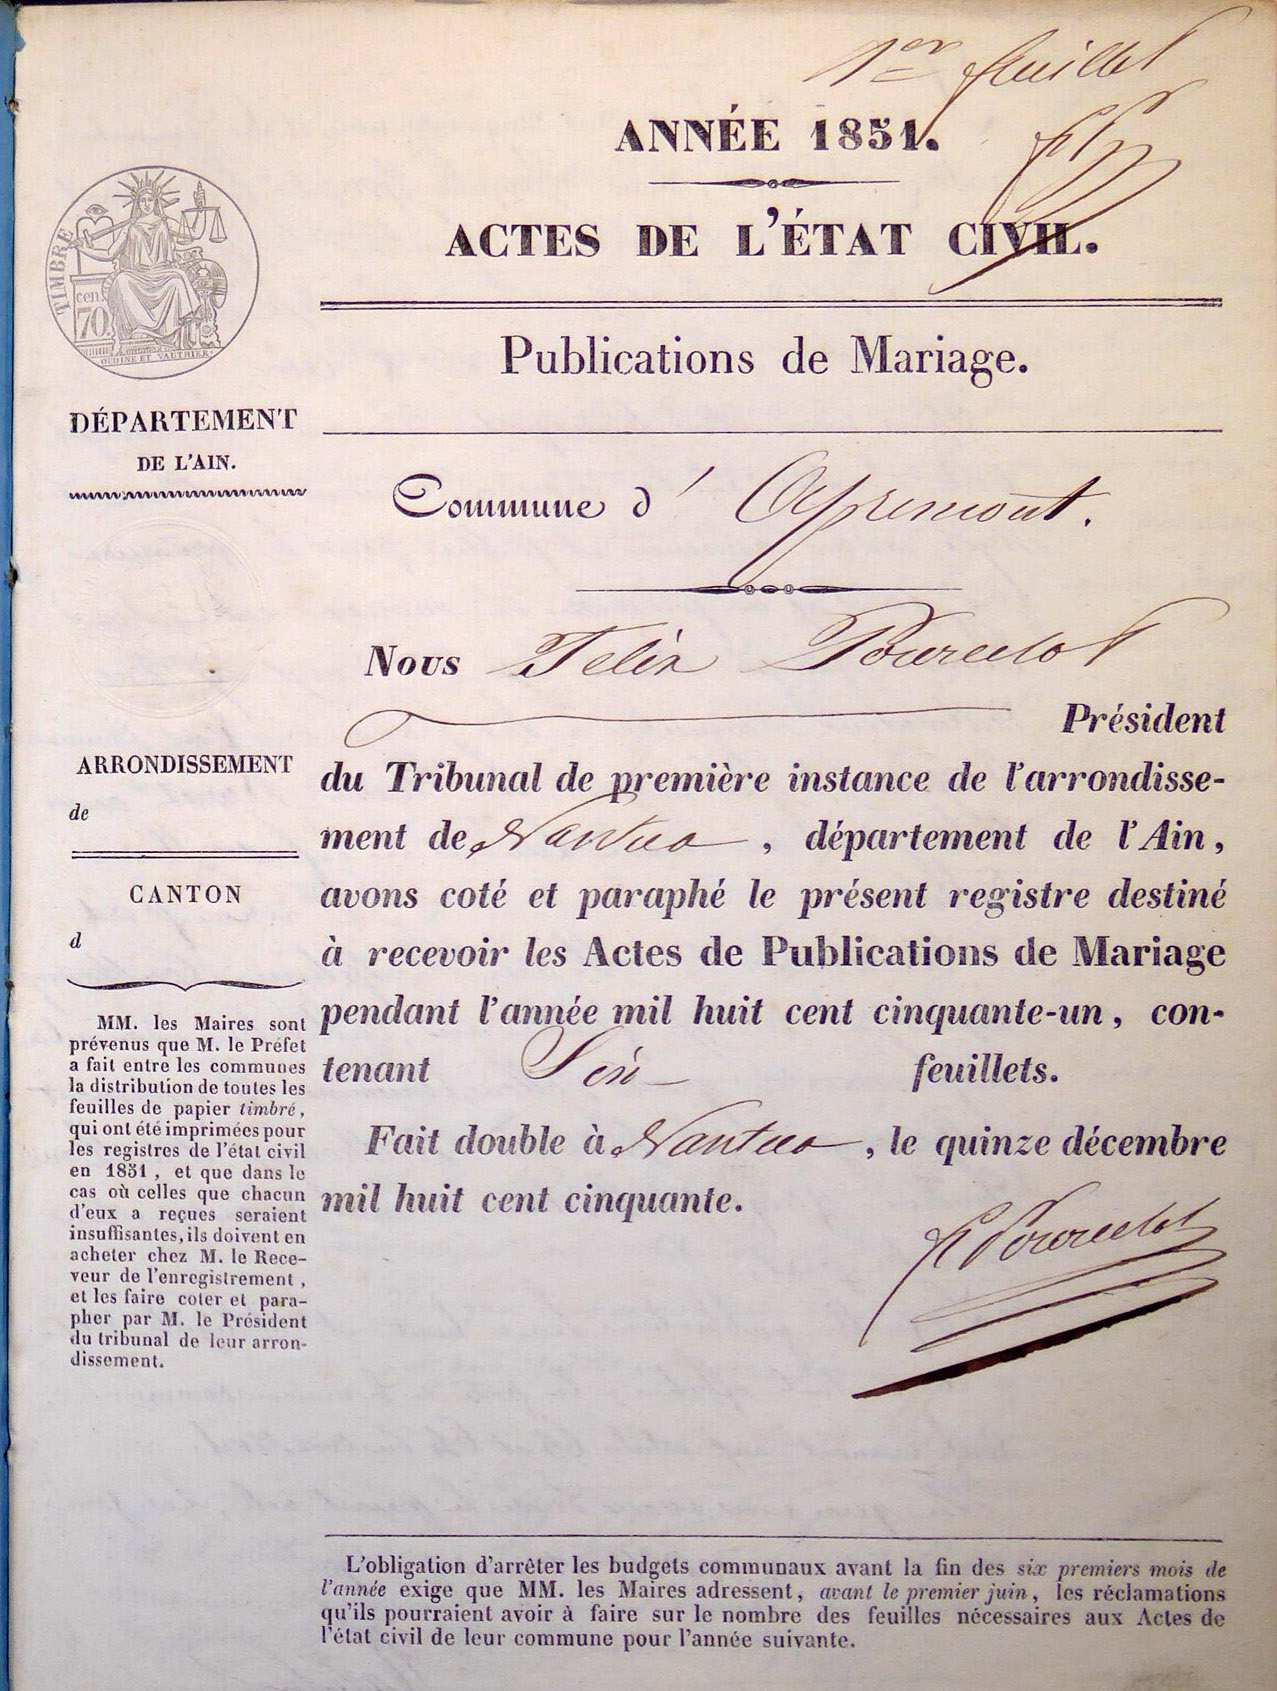 1er feuillet
ANNÉE 1851.
ACTES DE L'ÉTAT CIVIL.
TIMBRE
cen.
70
OUDINE ET VAUTHIER
Publications de Mariage.
DÉPARTEMENT
DE L'AIN.
Commune d' Apremont.
Nous Félix Pourcelot
Président
du Tribunal de première instance de l'arrondisse-
ment de Nantua, département de l'Ain,
avons coté et paraphé le présent registre destiné
à recevoir les Actes de Publications de Mariage
pendant l'année mil huit cent cinquante-un, con-
tenant Six feuillets.
Fait double à Nantua, le quinze décembre
mil huit cent cinquante.
F. Pourcelot
ARRONDISSEMENT
de
CANTON
d
MM. les Maires sont
prévenus que M. le Préfet
a fait entre les communes
la distribution de toutes les
feuilles de papier timbré,
qui ont été imprimées pour
les registres de l'état civil
en 1851, et que dans le
cas où celles que chacun
d'eux a reçues seraient
insuffisantes, ils doivent en
acheter chez M. le Rece-
veur de l'enregistrement,
et les faire coter et para-
pher par M. le Président
du tribunal de leur arron-
dissement.
L'obligation d'arrêter les budgets communaux avant la fin des six premiers mois de
l'année exige que MM. les Maires adressent, avant le premier juin, les réclamations
qu'ils pourraient avoir à faire sur le nombre des feuilles nécessaires aux Actes de
l'état civil de leur commune pour l'année suivante.